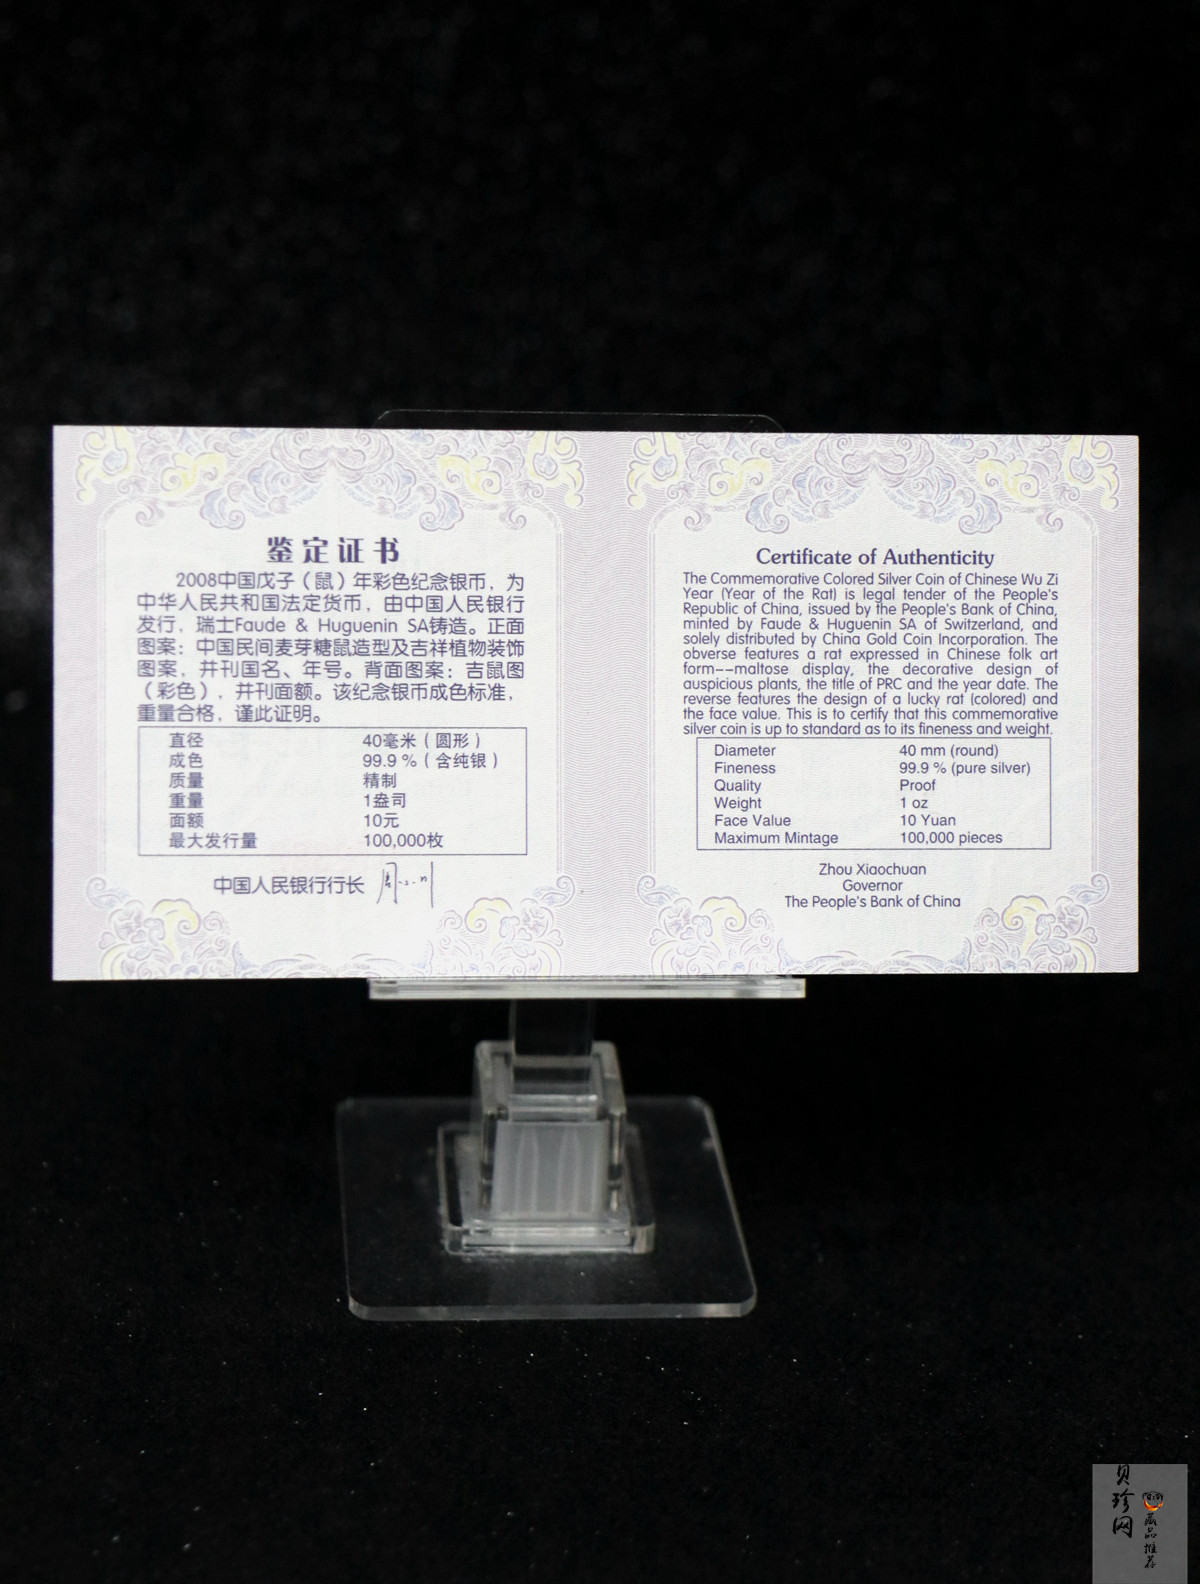 鉴定证书
2008中国戊子（鼠）年彩色纪念银币，为
中华人民共和国法定货币，由中国人民银行
发行，瑞士Faude & Huguenin SA铸造。正面
图案：中国民间麦芽糖鼠造型及吉祥植物装饰
图案，并刊国名、年号。背面图案：吉鼠图
（彩色），并刊面额。该纪念银币成色标准，
重量合格，谨此证明。
直径 40毫米（圆形）
成色 99.9 %（含纯银）
质量 精制
重量 1盎司
面额 10元
最大发行量 100,000枚
中国人民银行行长
Certificate of Authenticity
The Commemorative Colored Silver Coin of Chinese Wu Zi
Year (Year of the Rat) is legal tender of the People's
Republic of China, issued by the People's Bank of China,
minted by Faude & Huguenin SA of Switzerland, and
solely distributed by China Gold Coin Incorporation. The
obverse features a rat expressed in Chinese folk art
form--maltose display, the decorative design of
auspicious plants, the title of PRC and the year date. The
reverse features the design of a lucky rat (colored) and
the face value. This is to certify that this commemorative
silver coin is up to standard as to its fineness and weight.
Diameter 40 mm (round)
Fineness 99.9 % (pure silver)
Quality Proof
Weight 1 oz
Face Value 10 Yuan
Maximum Mintage 100,000 pieces
Zhou Xiaochuan
Governor
The People's Bank of China
贝珍网
藏品推荐